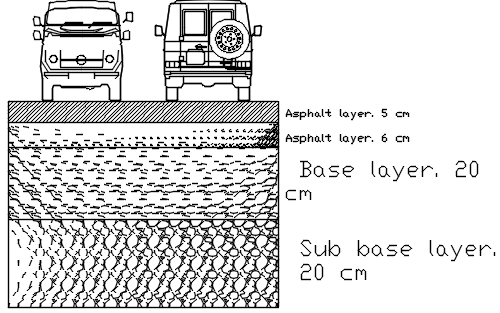 Asphalt layer. 5 cm
Asphalt layer. 6 cm
Base layer. 20
cm
Sub base layer.
20 cm